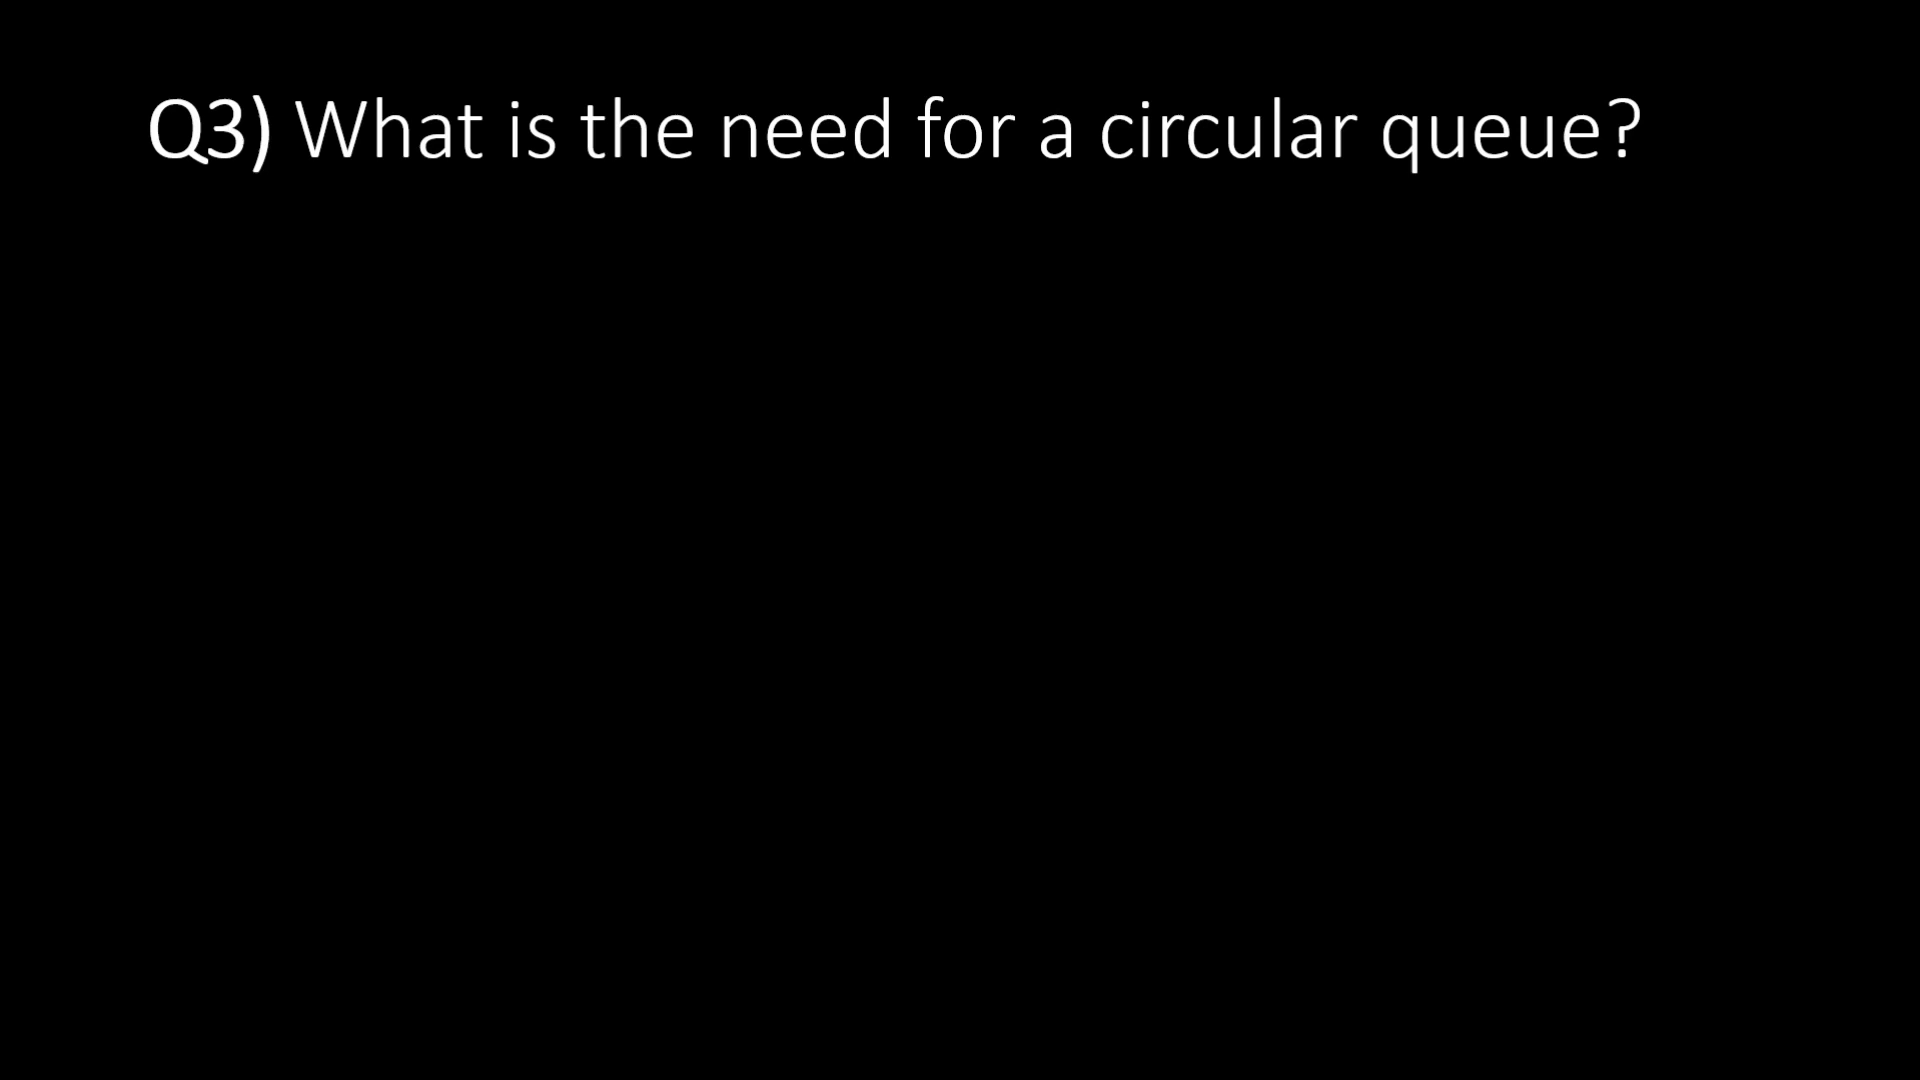 Q3) What is the need for a circular queue?